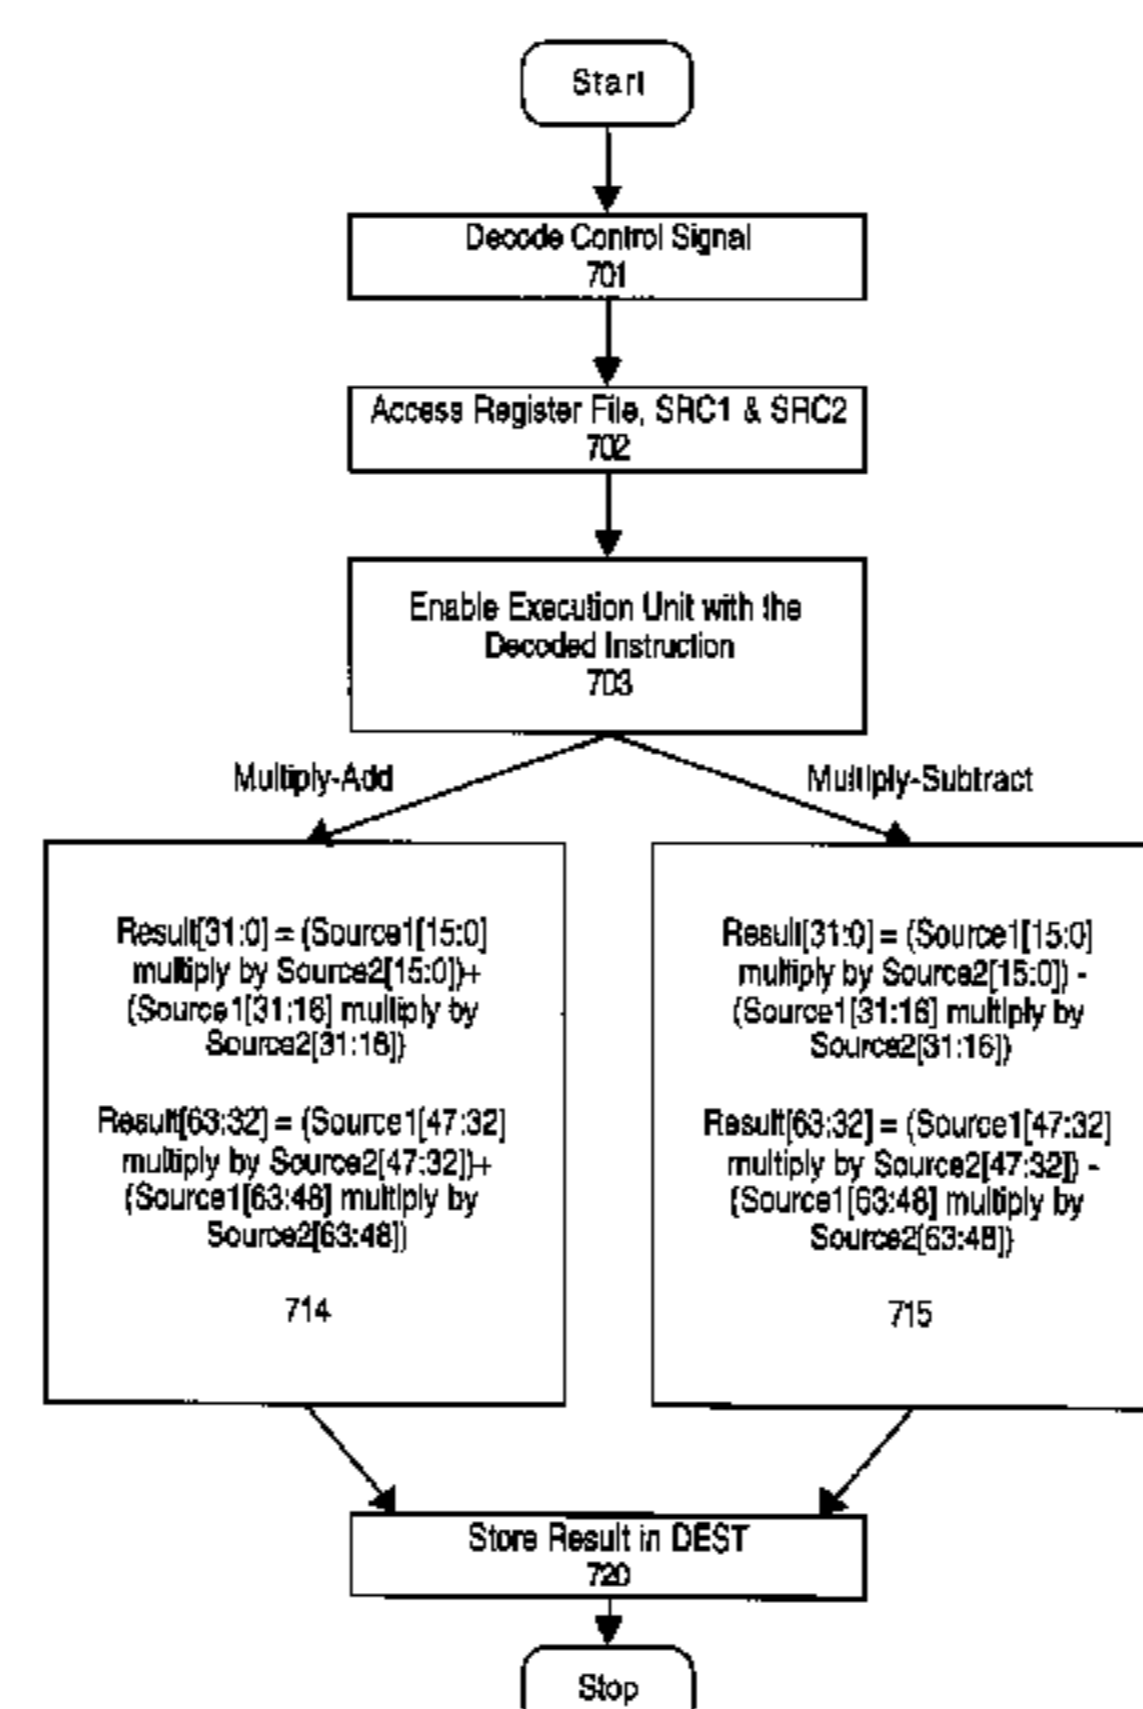 Start
Decode Control Signal
701
Access Register File, SRC1 & SRC2
702
Enable Execution Unit with the
Decoded Instruction
703
Multiply-Add
Multiply-Subtract
Result[31:0] = (Source1[15:0]
multiply by Source2[15:0])+
(Source1[31:16] multiply by
Source2[31:16])
Result[63:32] = (Source1[47:32]
multiply by Source2[47:32])+
(Source1[63:48] multiply by
Source2[63:48])
714
Result[31:0] = (Source1[15:0]
multiply by Source2[15:0]) -
(Source1[31:16] multiply by
Source2[31:16])
Result[63:32] = (Source1[47:32]
multiply by Source2[47:32]) -
(Source1[63:48] multiply by
Source2[63:48])
715
Store Result in DEST
720
Stop